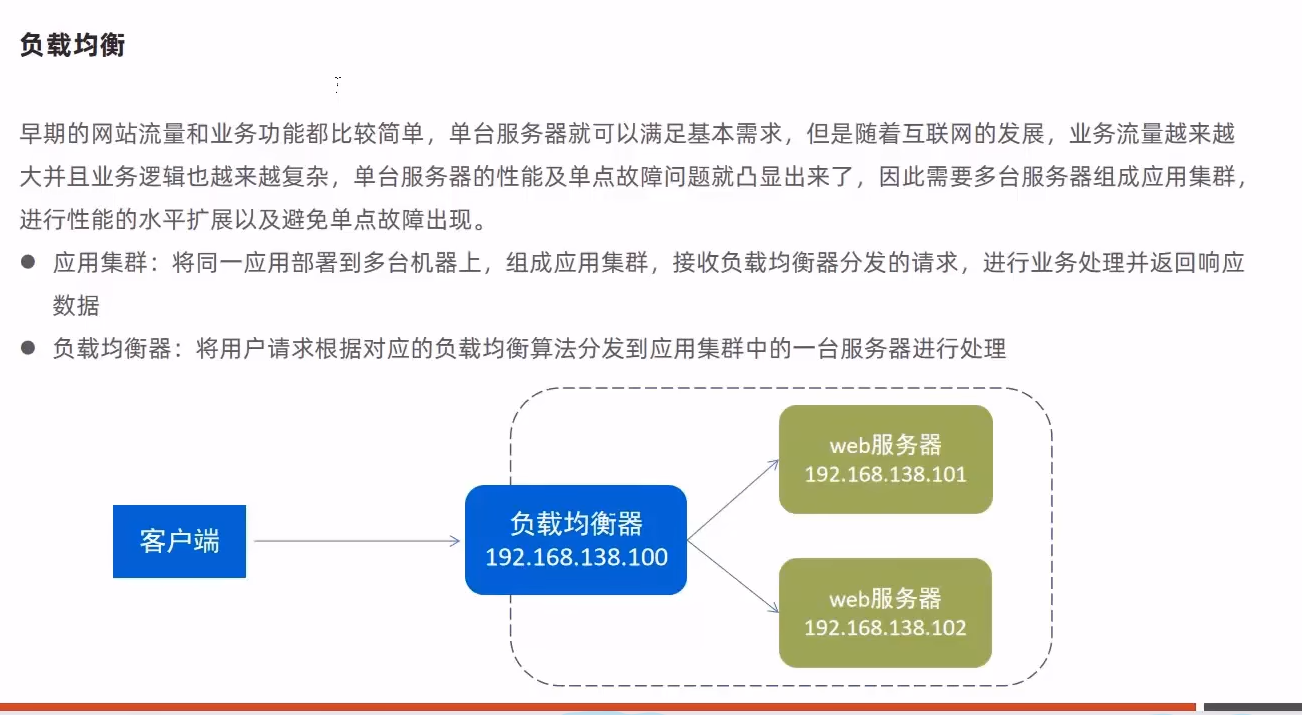 负载均衡
早期的网站流量和业务功能都比较简单，单台服务器就可以满足基本需求，但是随着互联网的发展，业务流量越来越
大并且业务逻辑也越来越复杂，单台服务器的性能及单点故障问题就凸显出来了，因此需要多台服务器组成应用集群，
进行性能的水平扩展以及避免单点故障出现。
● 应用集群：将同一应用部署到多台机器上，组成应用集群，接收负载均衡器分发的请求，进行业务处理并返回响应
数据
● 负载均衡器：将用户请求根据对应的负载均衡算法分发到应用集群中的一台服务器进行处理
客户端
负载均衡器
192.168.138.100
web服务器
192.168.138.101
web服务器
192.168.138.102